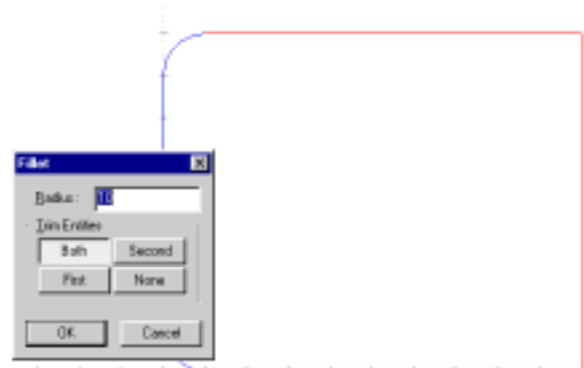 Fillet
Radius: 10
Trim Entities
Both Second
First None
OK Cancel